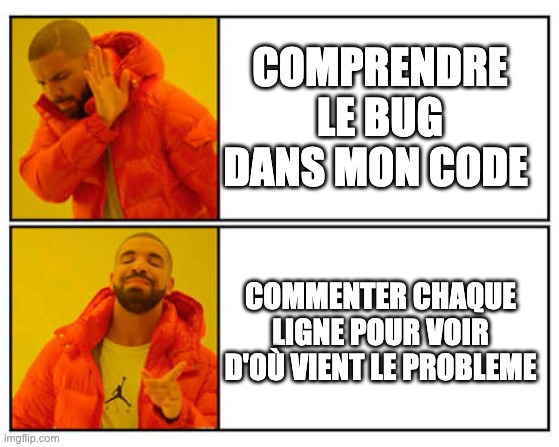 COMPRENDRE
LE BUG
DANS MON CODE
COMMENTER CHAQUE
LIGNE POUR VOIR
D'OÙ VIENT LE PROBLEME
imgflip.com